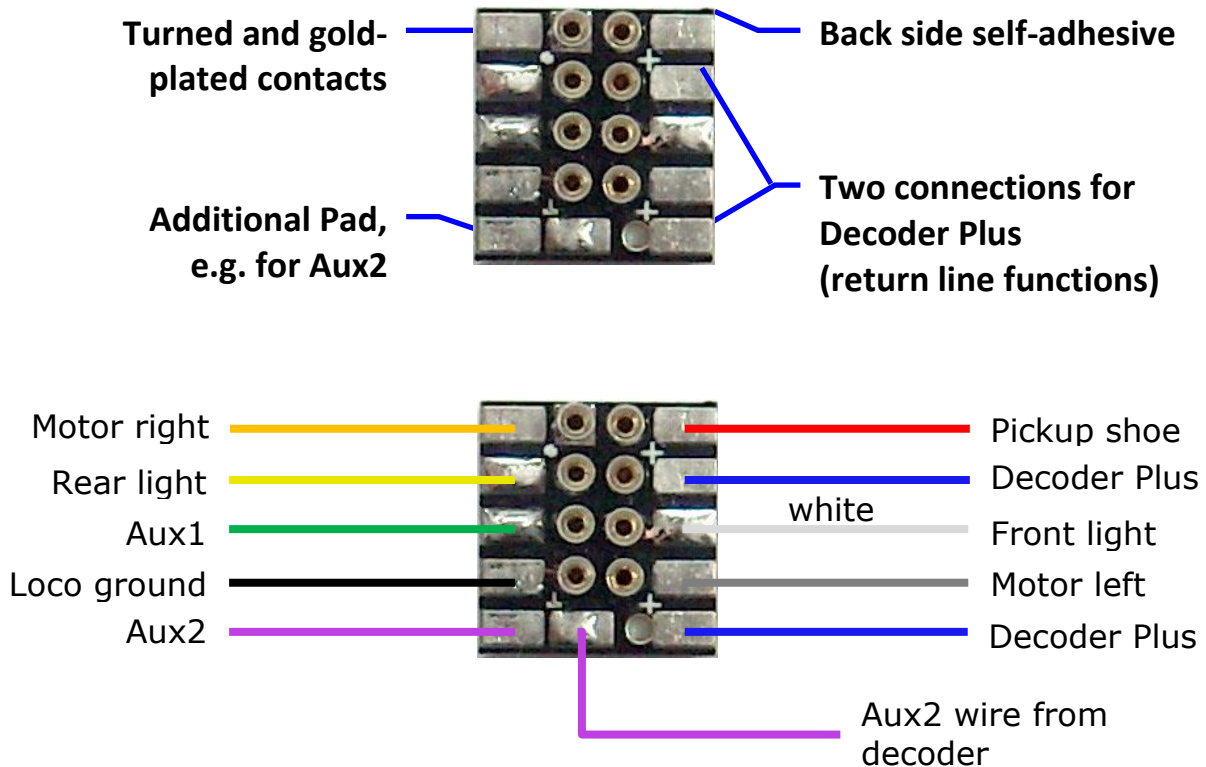 Turned and gold-
plated contacts
Back side self-adhesive
Additional Pad,
e.g. for Aux2
Two connections for
Decoder Plus
(return line functions)
Motor right
Rear light
Aux1
Loco ground
Aux2
white
Pickup shoe
Decoder Plus
Front light
Motor left
Decoder Plus
Aux2 wire from
decoder